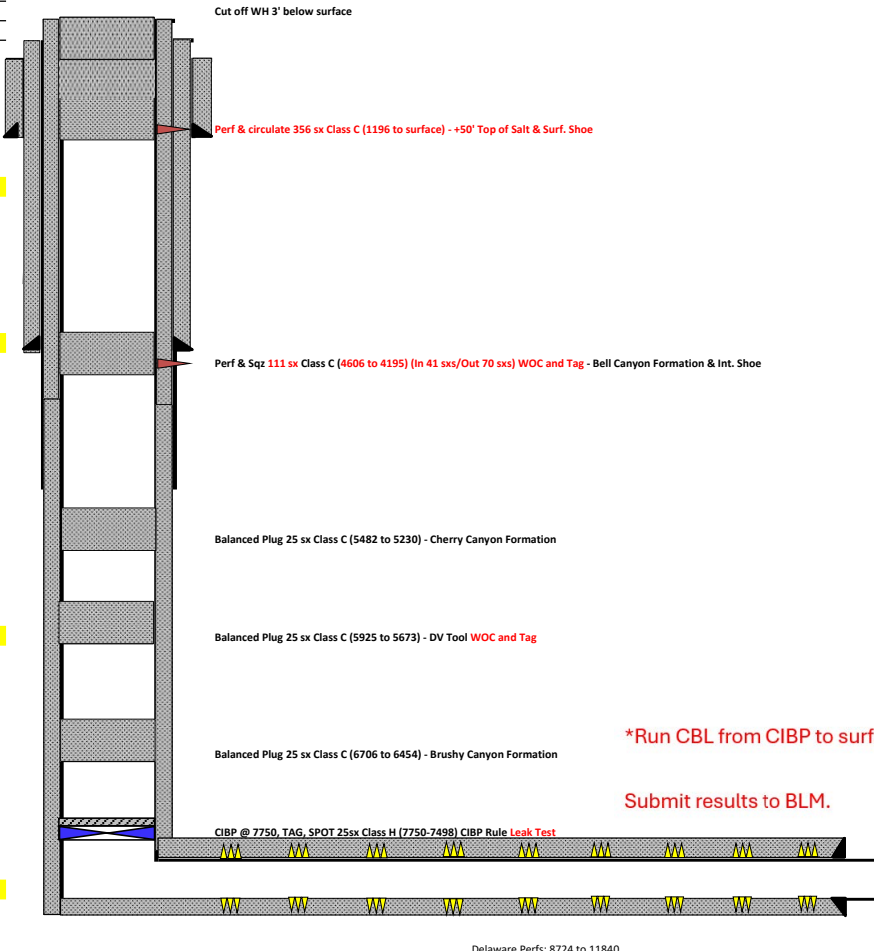 Cut off WH 3' below surface
Perf & circulate 356 sx Class C (1196 to surface) - +50' Top of Salt & Surf. Shoe
Perf & Sqz 111 sx Class C (4606 to 4195) (In 41 sxs/Out 70 sxs) WOC and Tag - Bell Canyon Formation & Int. Shoe
Balanced Plug 25 sx Class C (5482 to 5230) - Cherry Canyon Formation
Balanced Plug 25 sx Class C (5925 to 5673) - DV Tool WOC and Tag
*Run CBL from CIBP to surf
Balanced Plug 25 sx Class C (6706 to 6454) - Brushy Canyon Formation
Submit results to BLM.
CIBP @ 7750, TAG, SPOT 25sx Class H (7750-7498) CIBP Rule Leak Test
Delaware Perfs: 8724 to 11840